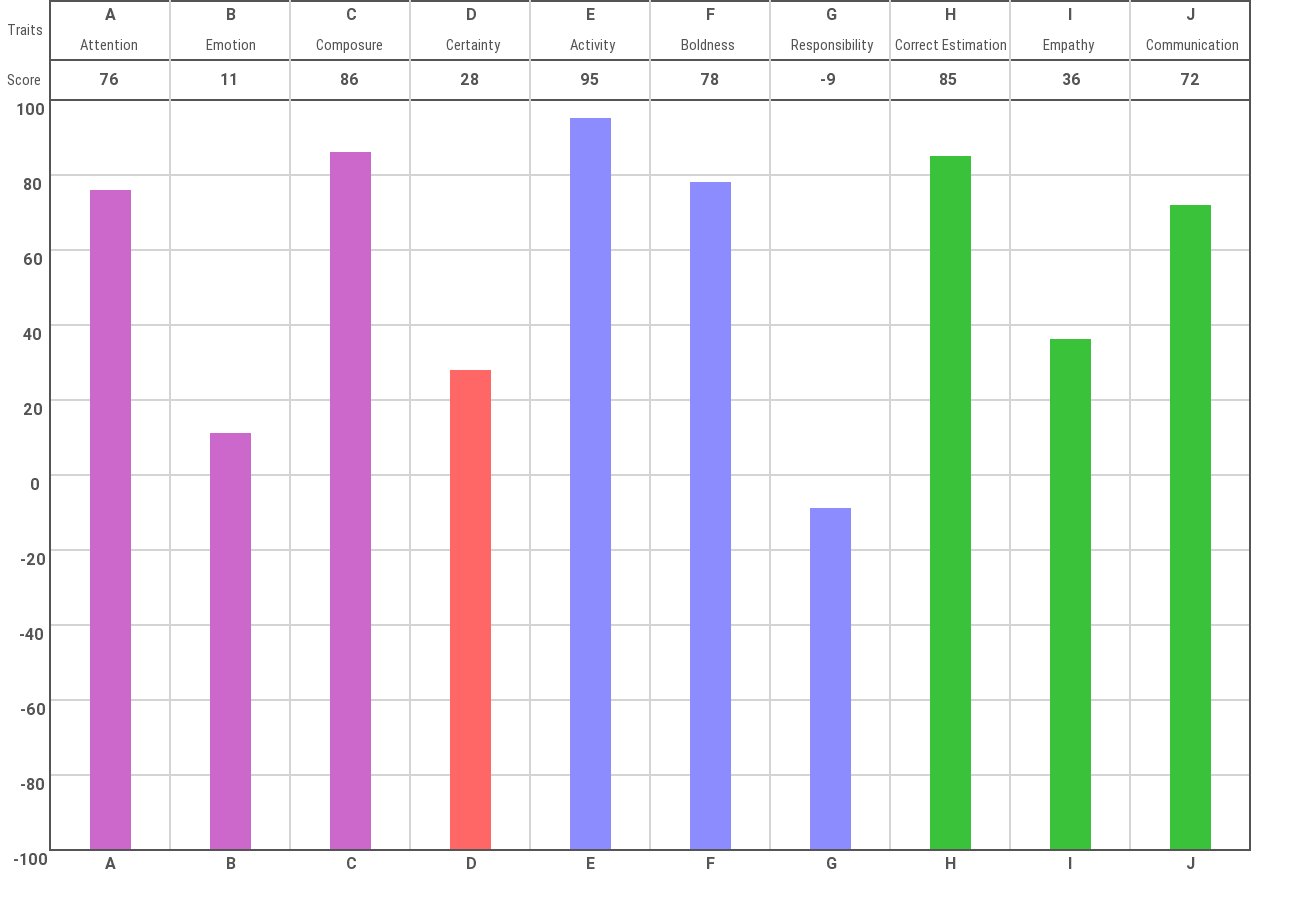 A B C D E F G H I J
Traits
Attention Emotion Composure Certainty Activity Boldness Responsibility Correct Estimation Empathy Communication
Score 76 11 86 28 95 78 -9 85 36 72
100
80
60
40
20
0
-20
-40
-60
-80
-100
A B C D E F G H I J